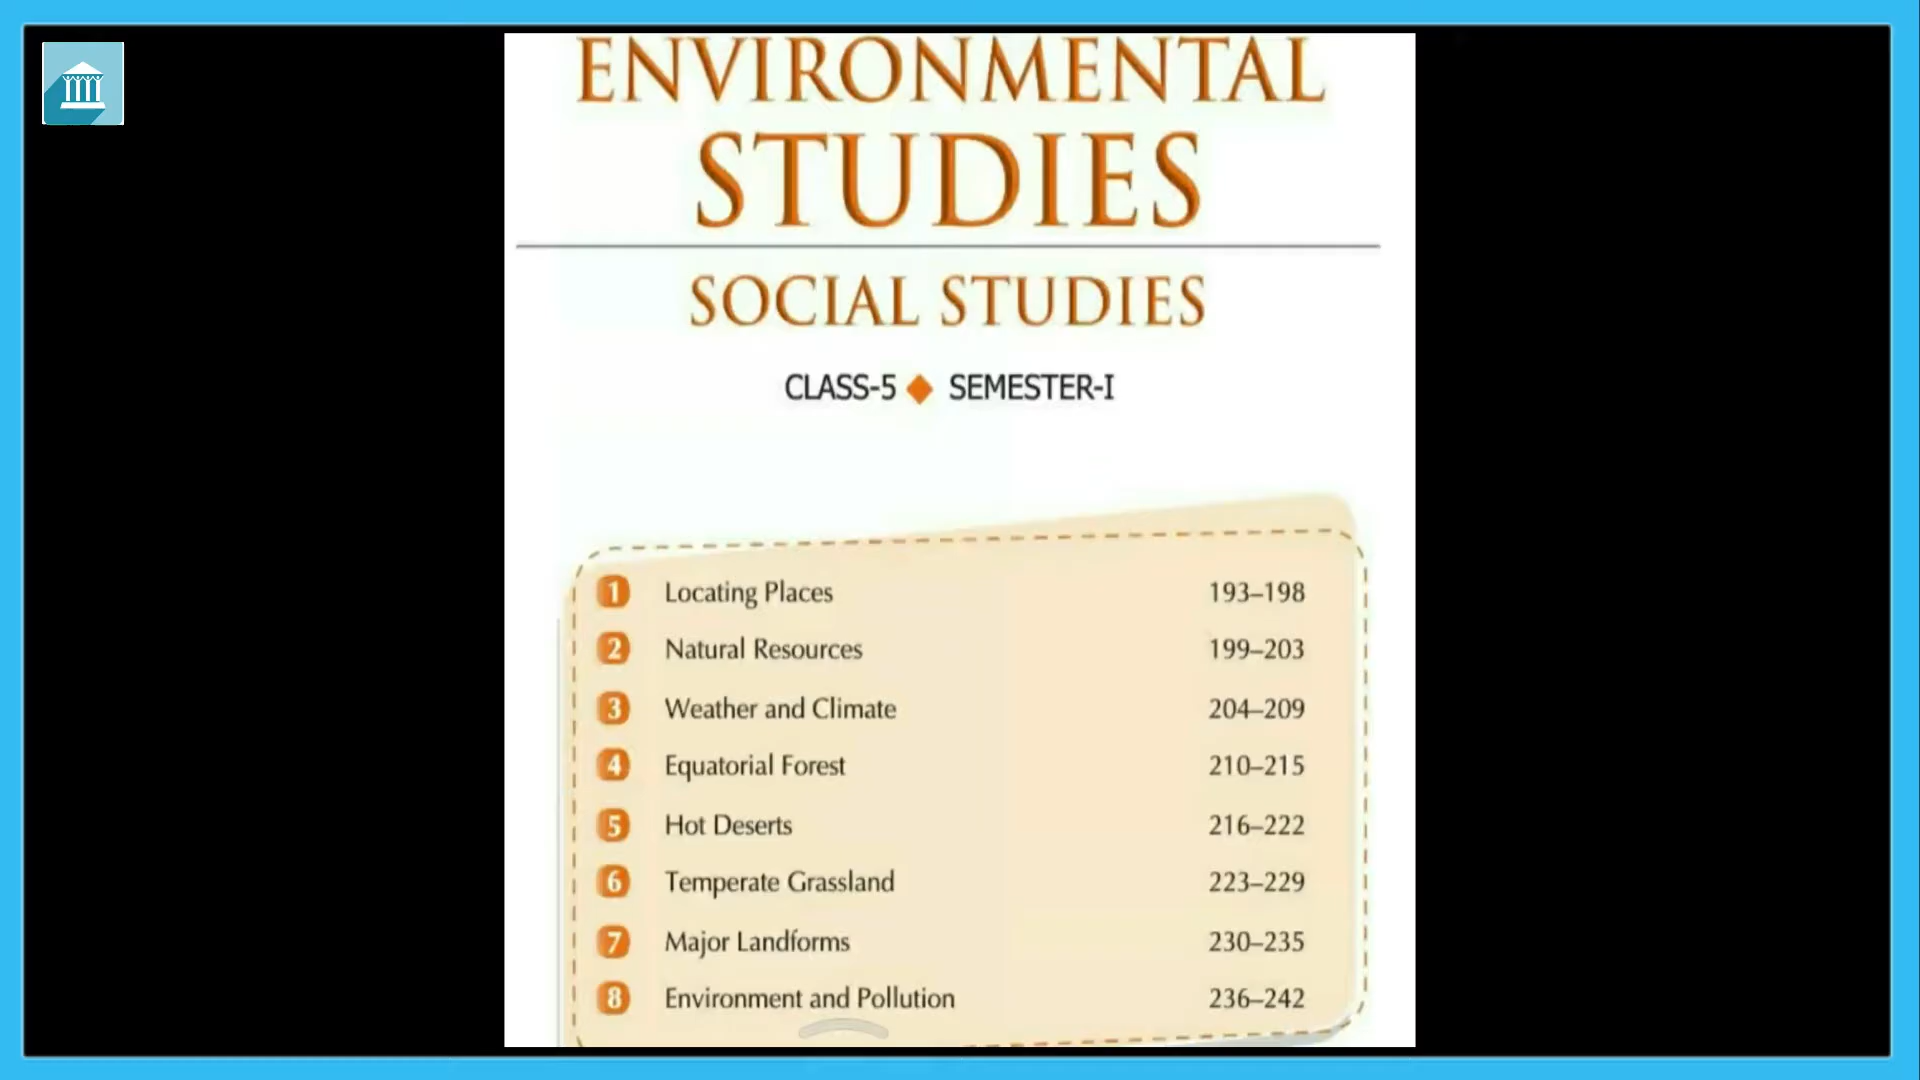 ENVIRONMENTAL
STUDIES
SOCIAL STUDIES
CLASS-5 ◆ SEMESTER-I
1 Locating Places 193–198
2 Natural Resources 199–203
3 Weather and Climate 204–209
4 Equatorial Forest 210–215
5 Hot Deserts 216–222
6 Temperate Grassland 223–229
7 Major Landforms 230–235
8 Environment and Pollution 236–242